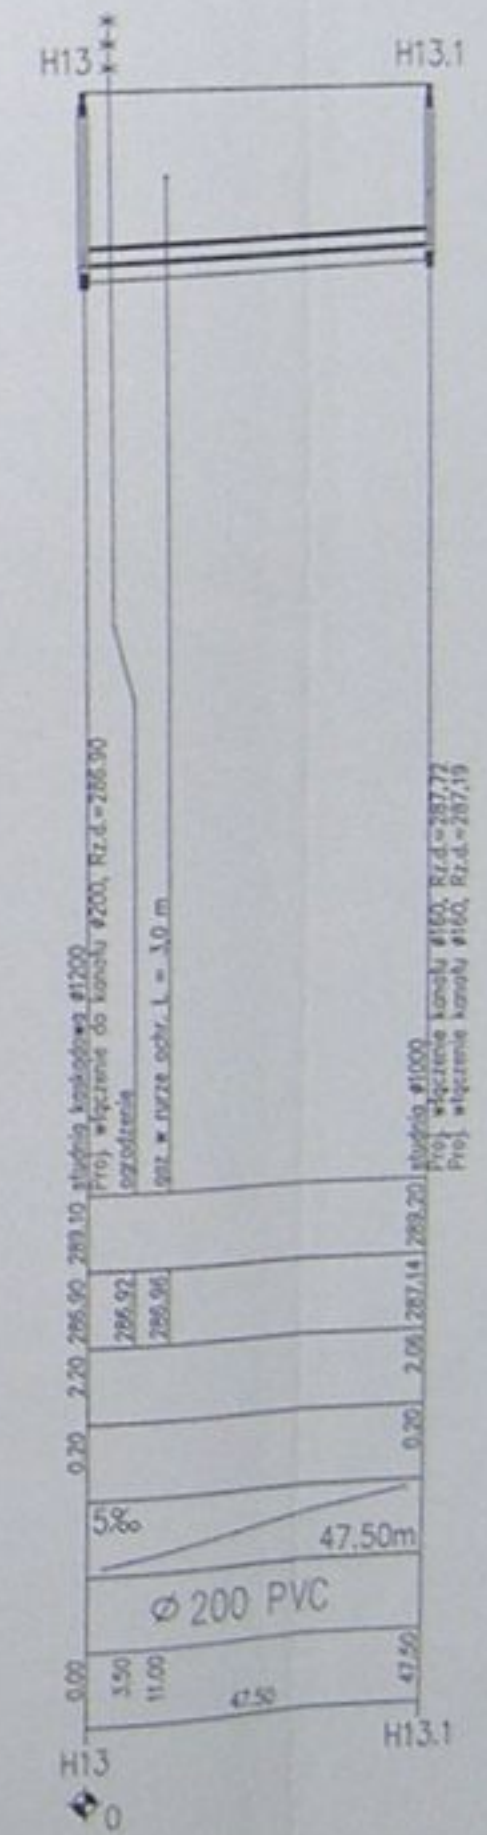 H13
H13.1
studnia kaskadowa ø1200
Proj. włączenie do kanału ø200, Rz.d.=286.90
ogrodzenie
gaz w rurze ochr. L = 3,0 m
studnia ø1000
Proj. włączenie kanału ø160, Rz.d.=287,72
Proj. włączenie kanału ø160, Rz.d.=287,19
289.10
289.20
286.90
286.92
286.96
287.14
2.20
2.06
0.20
0.20
5‰
47.50m
Ø 200 PVC
0.00
3.50
11.00
47.50
47.50
H13
H13.1
0